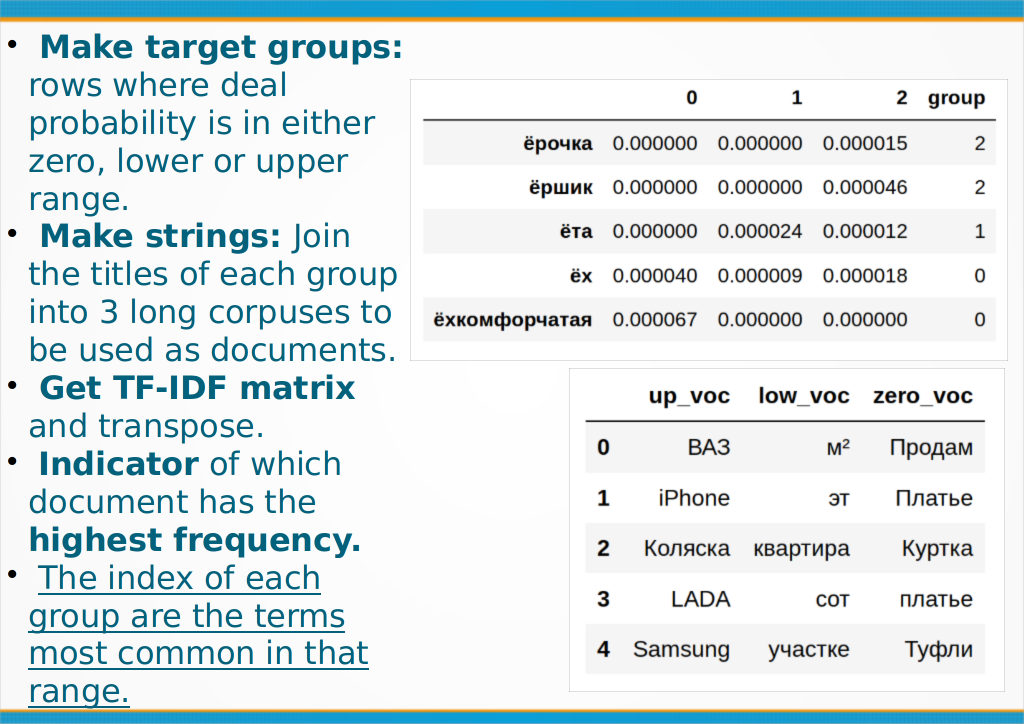 • Make target groups:
rows where deal
probability is in either
zero, lower or upper
range.
• Make strings: Join
the titles of each group
into 3 long corpuses to
be used as documents.
• Get TF-IDF matrix
and transpose.
• Indicator of which
document has the
highest frequency.
• The index of each
group are the terms
most common in that
range.
0 1 2 group
ёрочка 0.000000 0.000000 0.000015 2
ёршик 0.000000 0.000000 0.000046 2
ёта 0.000000 0.000024 0.000012 1
ёх 0.000040 0.000009 0.000018 0
ёхкомфорчатая 0.000067 0.000000 0.000000 0
up_voc low_voc zero_voc
0 ВАЗ м² Продам
1 iPhone эт Платье
2 Коляска квартира Куртка
3 LADA сот платье
4 Samsung участке Туфли